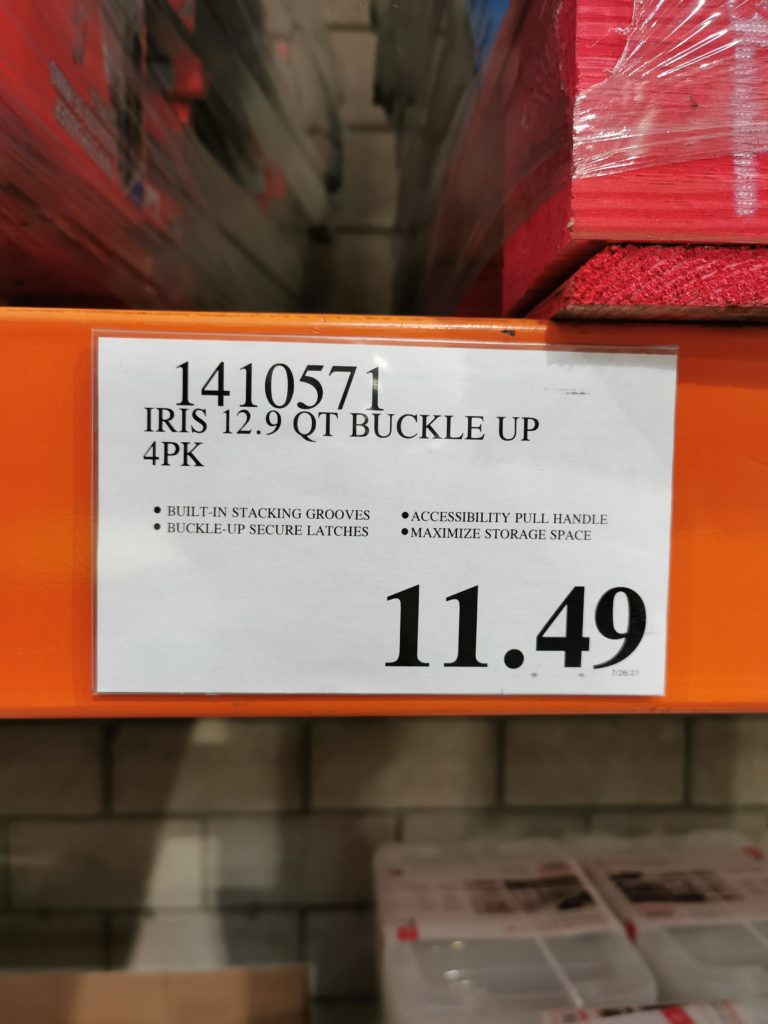 1410571
IRIS 12.9 QT BUCKLE UP
4PK
• BUILT-IN STACKING GROOVES
• BUCKLE-UP SECURE LATCHES
• ACCESSIBILITY PULL HANDLE
• MAXIMIZE STORAGE SPACE
11.49
7/26/21